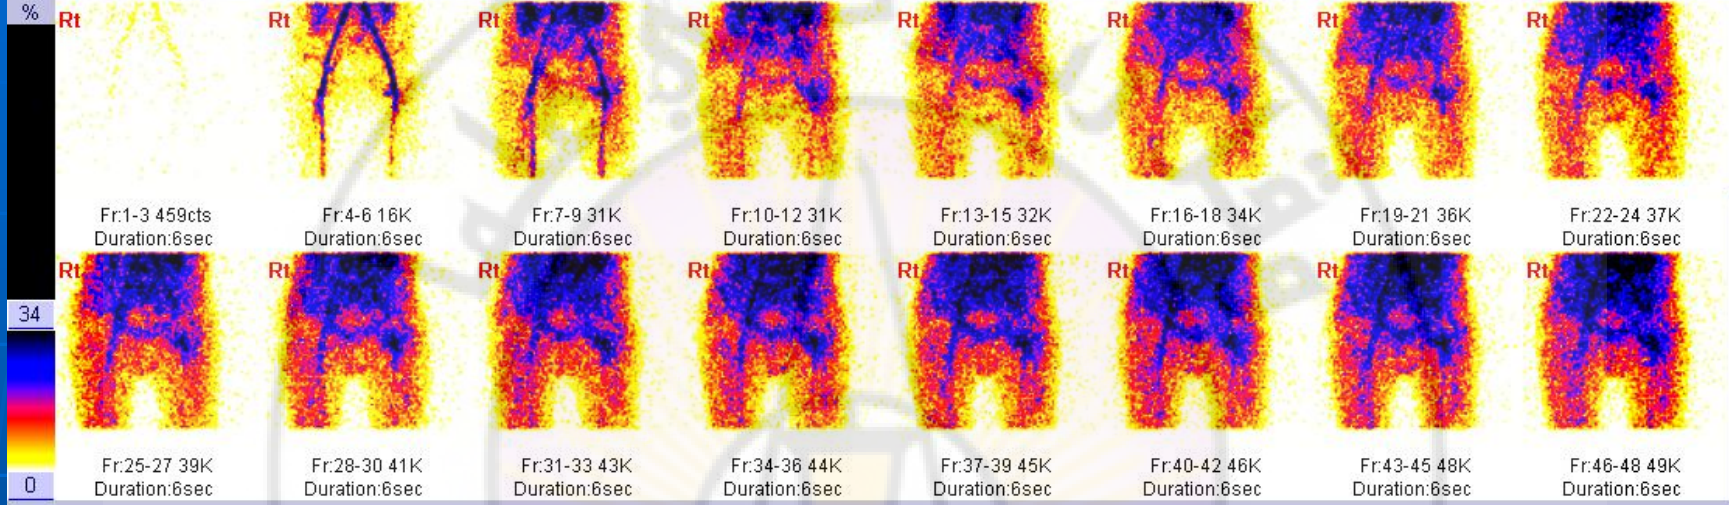 %
Rt Rt Rt Rt Rt Rt Rt Rt
Fr:1-3 459cts Fr:4-6 16K Fr:7-9 31K Fr:10-12 31K Fr:13-15 32K Fr:16-18 34K Fr:19-21 36K Fr:22-24 37K
Duration:6sec Duration:6sec Duration:6sec Duration:6sec Duration:6sec Duration:6sec Duration:6sec Duration:6sec
Rt Rt Rt Rt Rt Rt Rt Rt
34
Fr:25-27 39K Fr:28-30 41K Fr:31-33 43K Fr:34-36 44K Fr:37-39 45K Fr:40-42 46K Fr:43-45 48K Fr:46-48 49K
0 Duration:6sec Duration:6sec Duration:6sec Duration:6sec Duration:6sec Duration:6sec Duration:6sec Duration:6sec